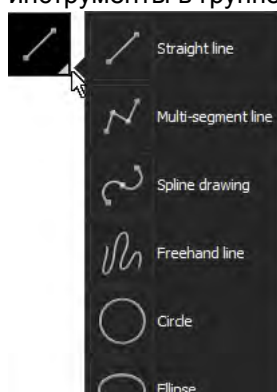 инструменты в группе
Straight line
Multi-segment line
Spline drawing
Freehand line
Circle
Ellipse